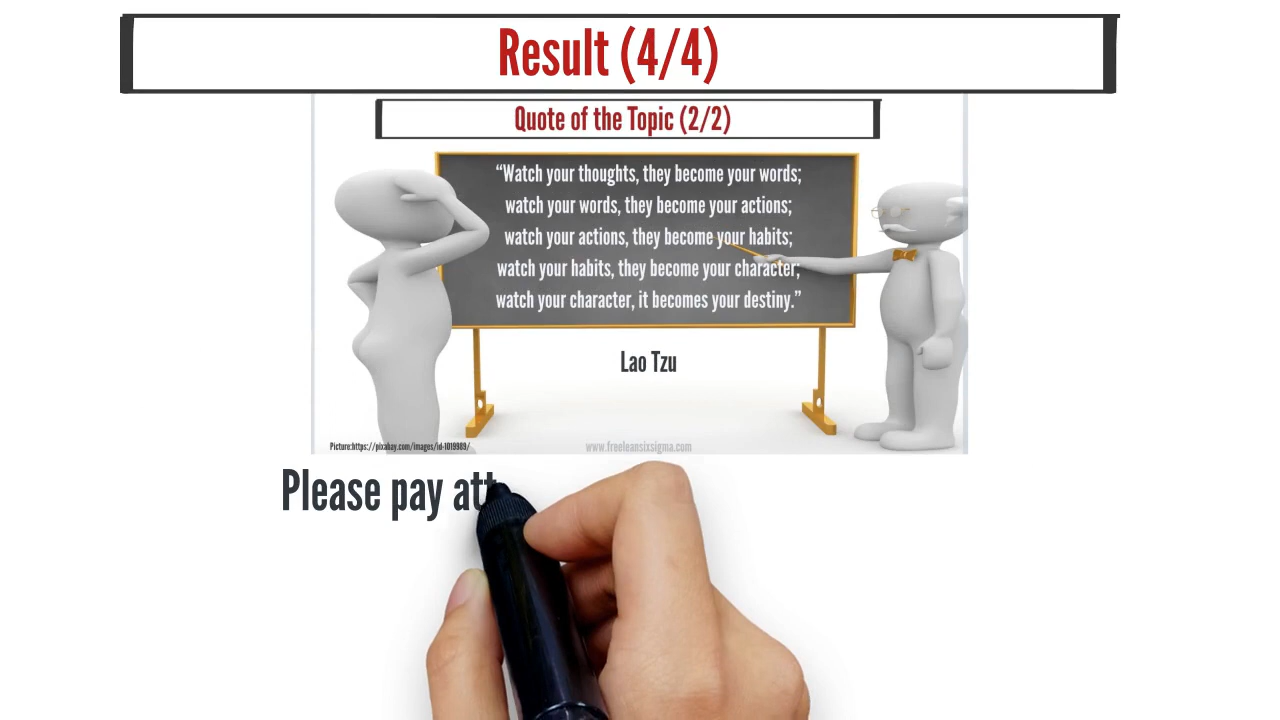 Result (4/4)
Quote of the Topic (2/2)
“Watch your thoughts, they become your words;
watch your words, they become your actions;
watch your actions, they become your habits;
watch your habits, they become your character;
watch your character, it becomes your destiny.”
Lao Tzu
Picture:https://pixabay.com/images/id-1019989/
www.freeleansixsigma.com
Please pay att